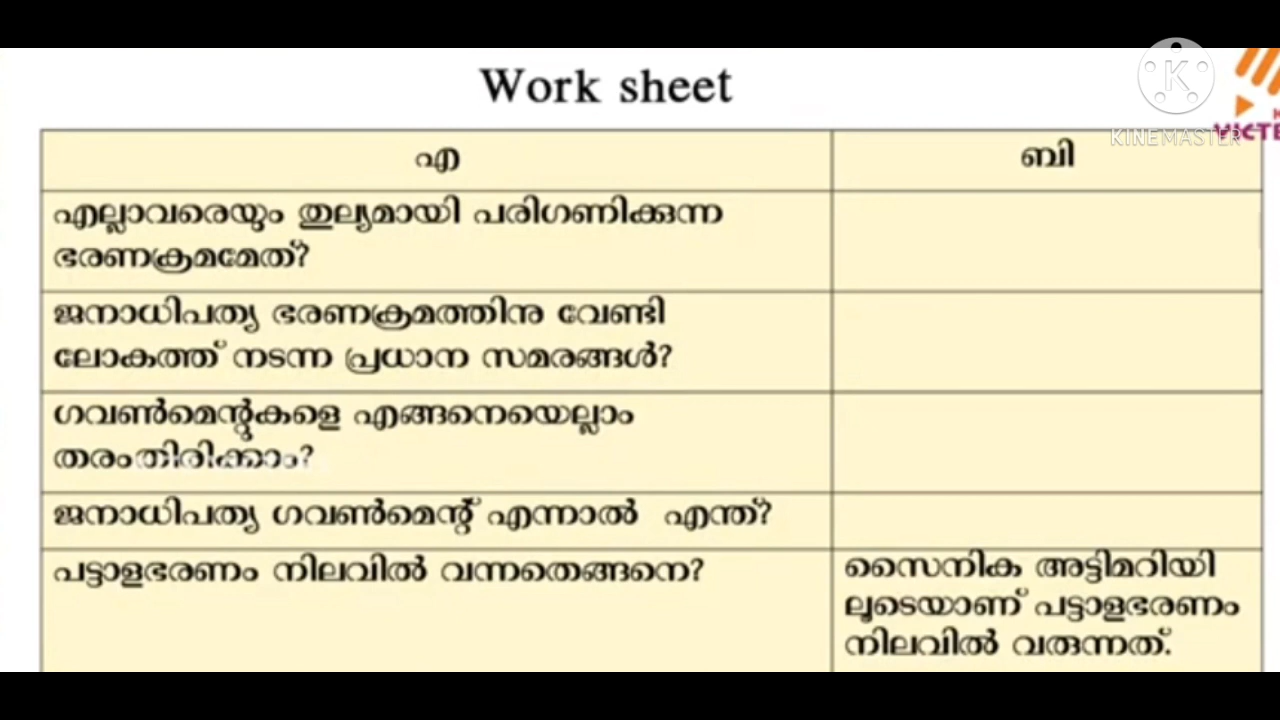 Work sheet
KINEMASTER
എ
ബി
എല്ലാവരെയും തുല്യമായി പരിഗണിക്കുന്ന
ഭരണക്രമമേത്?
ജനാധിപത്യ ഭരണക്രമത്തിനു വേണ്ടി
ലോകത്ത് നടന്ന പ്രധാന സമരങ്ങൾ?
ഗവൺമെന്റുകളെ എങ്ങനെയെല്ലാം
തരംതിരിക്കാം?
ജനാധിപത്യ ഗവൺമെന്റ് എന്നാൽ എന്ത്?
പട്ടാളഭരണം നിലവിൽ വന്നതെങ്ങനെ?
സൈനിക അട്ടിമറിയി
ലൂടെയാണ് പട്ടാളഭരണം
നിലവിൽ വരുന്നത്.